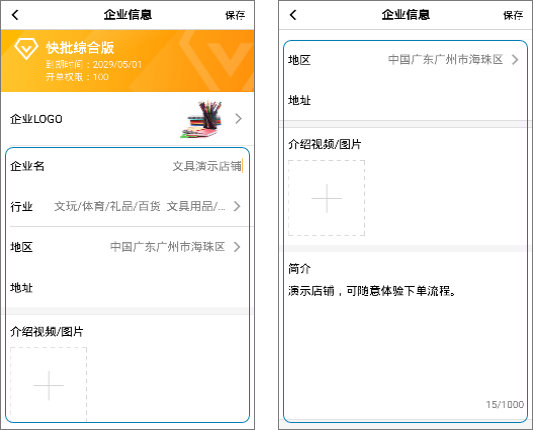 企业信息 保存
快批综合版
到期时间：2029/05/01
开单权限：100
企业LOGO
企业名 文具演示店铺
行业 文玩/体育/礼品/百货 文具用品/...
地区 中国广东广州市海珠区
地址
介绍视频/图片
企业信息 保存
地区 中国广东广州市海珠区
地址
介绍视频/图片
简介
演示店铺，可随意体验下单流程。
15/1000